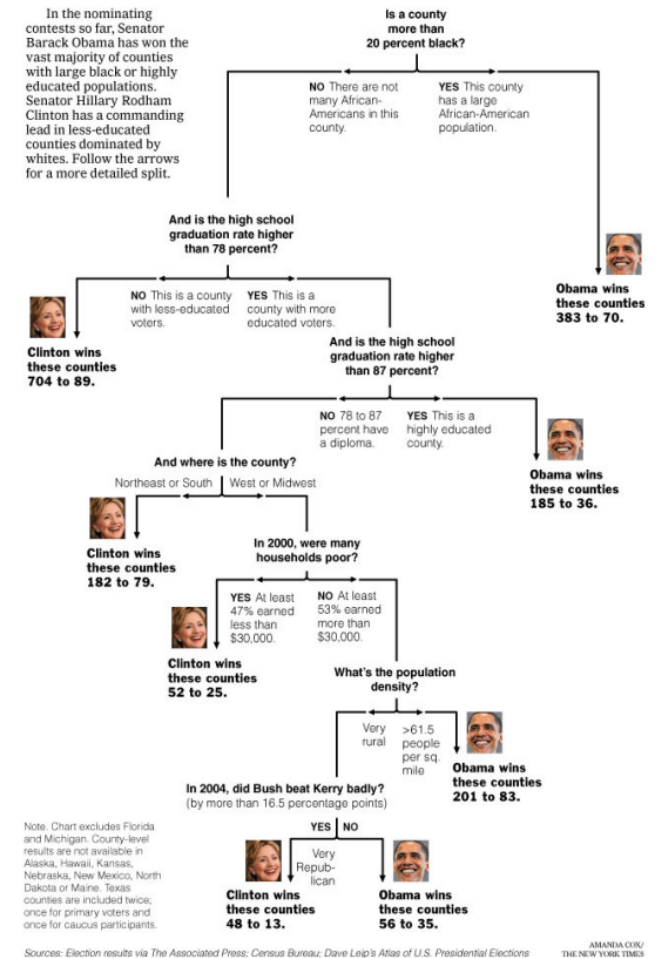 In the nominating
contests so far, Senator
Barack Obama has won the
vast majority of counties
with large black or highly
educated populations.
Senator Hillary Rodham
Clinton has a commanding
lead in less-educated
counties dominated by
whites. Follow the arrows
for a more detailed split.
Is a county
more than
20 percent black?
NO There are not
many African-
Americans in this
county.
YES This county
has a large
African-American
population.
Obama wins
these counties
383 to 70.
And is the high school
graduation rate higher
than 78 percent?
NO This is a county
with less-educated
voters.
YES This is a
county with more
educated voters.
Clinton wins
these counties
704 to 89.
And is the high school
graduation rate higher
than 87 percent?
NO 78 to 87
percent have
a diploma.
YES This is a
highly educated
county.
Obama wins
these counties
185 to 36.
And where is the county?
Northeast or South
West or Midwest
Clinton wins
these counties
182 to 79.
In 2000, were many
households poor?
YES At least
47% earned
less than
$30,000.
NO At least
53% earned
more than
$30,000.
Clinton wins
these counties
52 to 25.
What's the population
density?
Very
rural
>61.5
people
per sq.
mile
Obama wins
these counties
201 to 83.
In 2004, did Bush beat Kerry badly?
(by more than 16.5 percentage points)
YES
NO
Very
Repub-
lican
Clinton wins
these counties
48 to 13.
Obama wins
these counties
56 to 35.
Note. Chart excludes Florida
and Michigan. County-level
results are not available in
Alaska, Hawaii, Kansas,
Nebraska, New Mexico, North
Dakota or Maine. Texas
counties are included twice;
once for primary voters and
once for caucus participants.
Sources: Election results via The Associated Press; Census Bureau; Dave Leip's Atlas of U.S. Presidential Elections
AMANDA COX/
THE NEW YORK TIMES